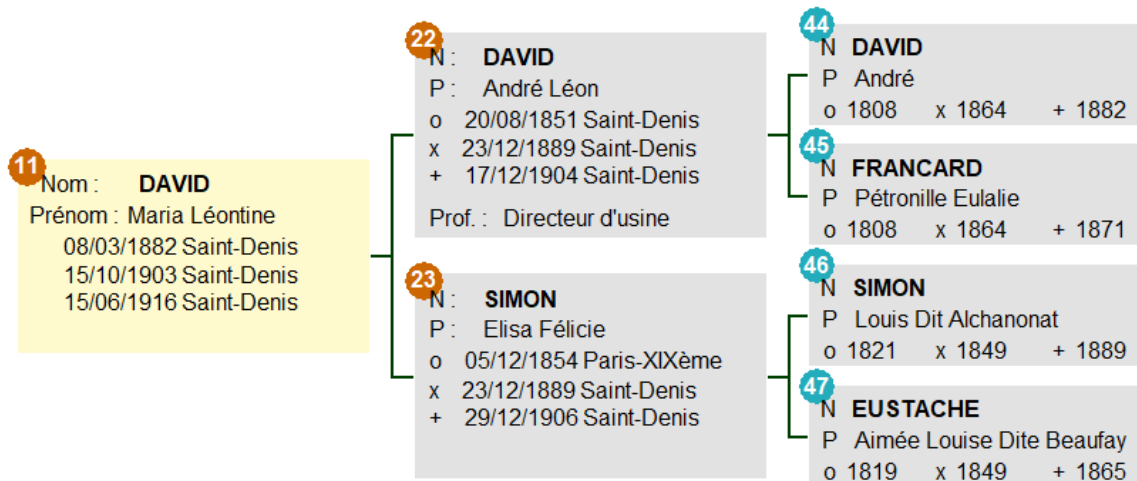 11
Nom : DAVID
Prénom : Maria Léontine
08/03/1882 Saint-Denis
15/10/1903 Saint-Denis
15/06/1916 Saint-Denis
22
N : DAVID
P : André Léon
o 20/08/1851 Saint-Denis
x 23/12/1889 Saint-Denis
+ 17/12/1904 Saint-Denis
Prof. : Directeur d'usine
23
N : SIMON
P : Elisa Félicie
o 05/12/1854 Paris-XIXème
x 23/12/1889 Saint-Denis
+ 29/12/1906 Saint-Denis
44
N DAVID
P André
o 1808 x 1864 + 1882
45
N FRANCARD
P Pétronille Eulalie
o 1808 x 1864 + 1871
46
N SIMON
P Louis Dit Alchanonat
o 1821 x 1849 + 1889
47
N EUSTACHE
P Aimée Louise Dite Beaufay
o 1819 x 1849 + 1865